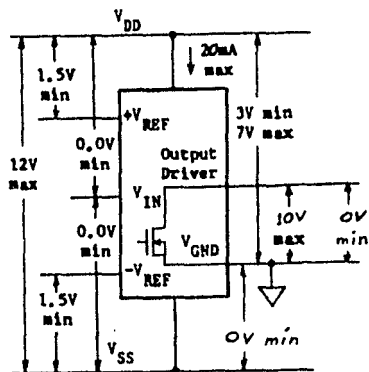 V_DD
20mA
max
1.5V
min
+V_REF
3V min
7V max
0.0V
min
Output
Driver
12V
max
V_IN
10V
max
0V
min
0.0V
min
V_GND
-V_REF
1.5V
min
0V min
V_SS